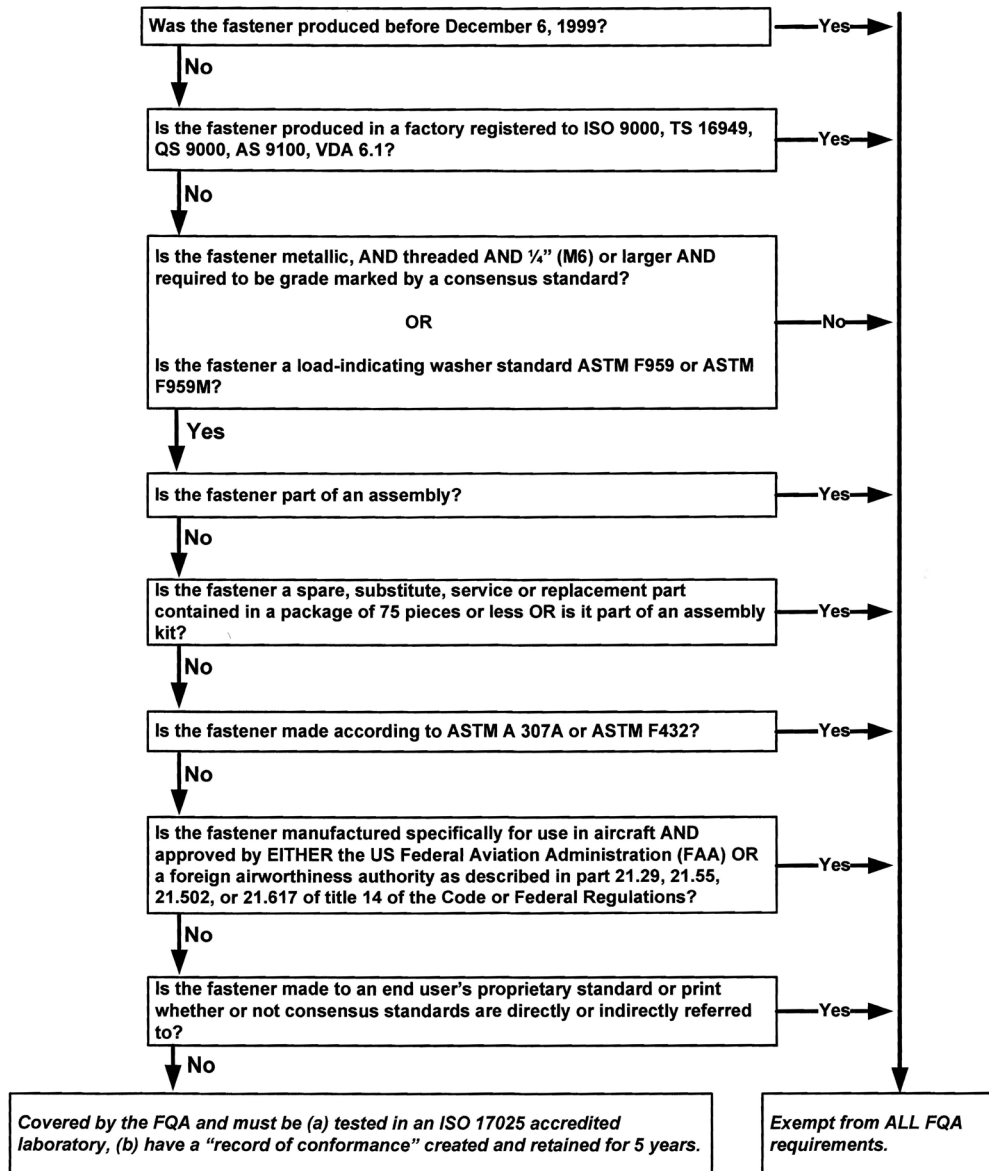 Was the fastener produced before December 6, 1999?
Yes
No
Is the fastener produced in a factory registered to ISO 9000, TS 16949,
QS 9000, AS 9100, VDA 6.1?
Yes
No
Is the fastener metallic, AND threaded AND ¼” (M6) or larger AND
required to be grade marked by a consensus standard?
OR
No
Is the fastener a load-indicating washer standard ASTM F959 or ASTM
F959M?
Yes
Is the fastener part of an assembly?
Yes
No
Is the fastener a spare, substitute, service or replacement part
contained in a package of 75 pieces or less OR is it part of an assembly
kit?
Yes
No
Is the fastener made according to ASTM A 307A or ASTM F432?
Yes
No
Is the fastener manufactured specifically for use in aircraft AND
approved by EITHER the US Federal Aviation Administration (FAA) OR
a foreign airworthiness authority as described in part 21.29, 21.55,
21.502, or 21.617 of title 14 of the Code or Federal Regulations?
Yes
No
Is the fastener made to an end user’s proprietary standard or print
whether or not consensus standards are directly or indirectly referred
to?
Yes
No
Covered by the FQA and must be (a) tested in an ISO 17025 accredited
laboratory, (b) have a “record of conformance” created and retained for 5 years.
Exempt from ALL FQA
requirements.